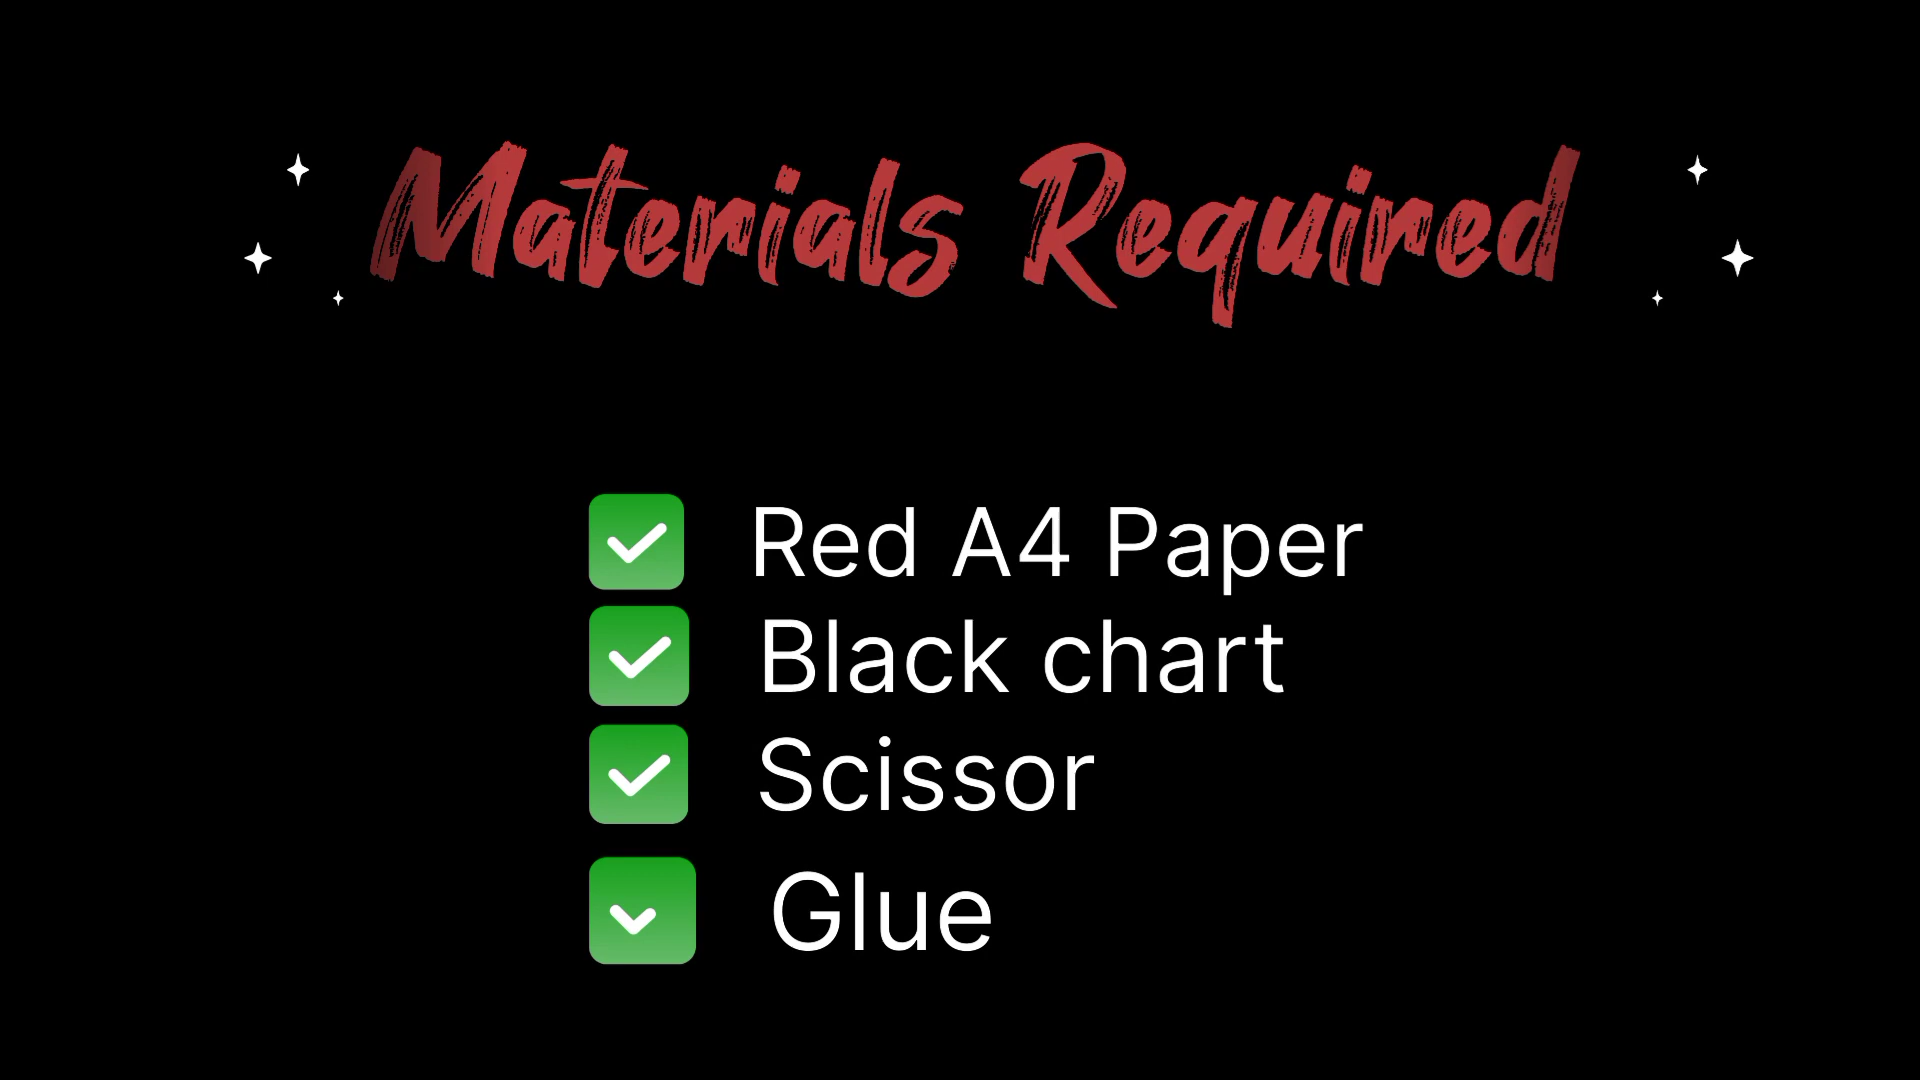 Materials Required
Red A4 Paper
Black chart
Scissor
Glue